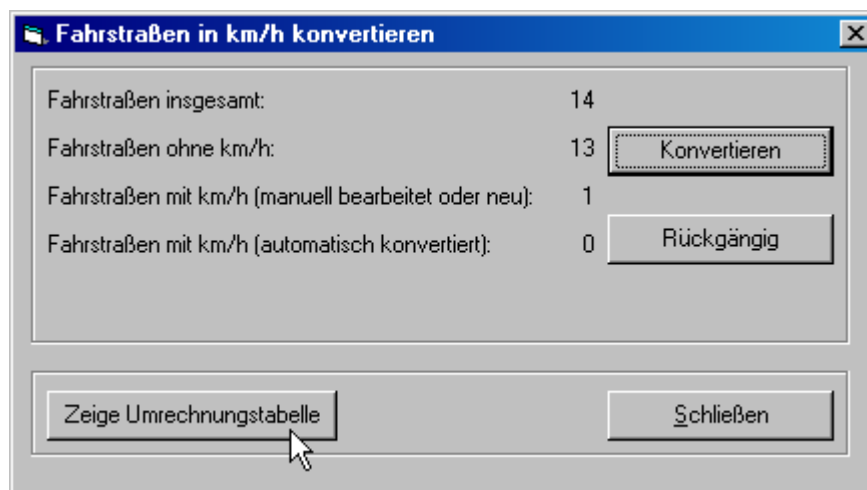 Fahrstraßen in km/h konvertieren
Fahrstraßen insgesamt: 14
Fahrstraßen ohne km/h: 13 Konvertieren
Fahrstraßen mit km/h (manuell bearbeitet oder neu): 1
Fahrstraßen mit km/h (automatisch konvertiert): 0 Rückgängig
Zeige Umrechnungstabelle Schließen